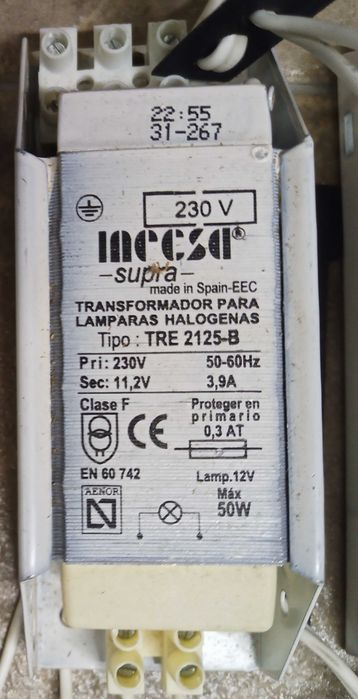 22:55
31-267
230 V
mecsa®
-supra-
made in Spain-EEC
TRANSFORMADOR PARA
LAMPARAS HALOGENAS
Tipo : TRE 2125-B
Pri: 230V 50-60Hz
Sec: 11,2V 3,9A
Clase F Proteger en
primario
0,3 AT
CE
EN 60 742 Lamp.12V
AENOR
N
Máx
50W